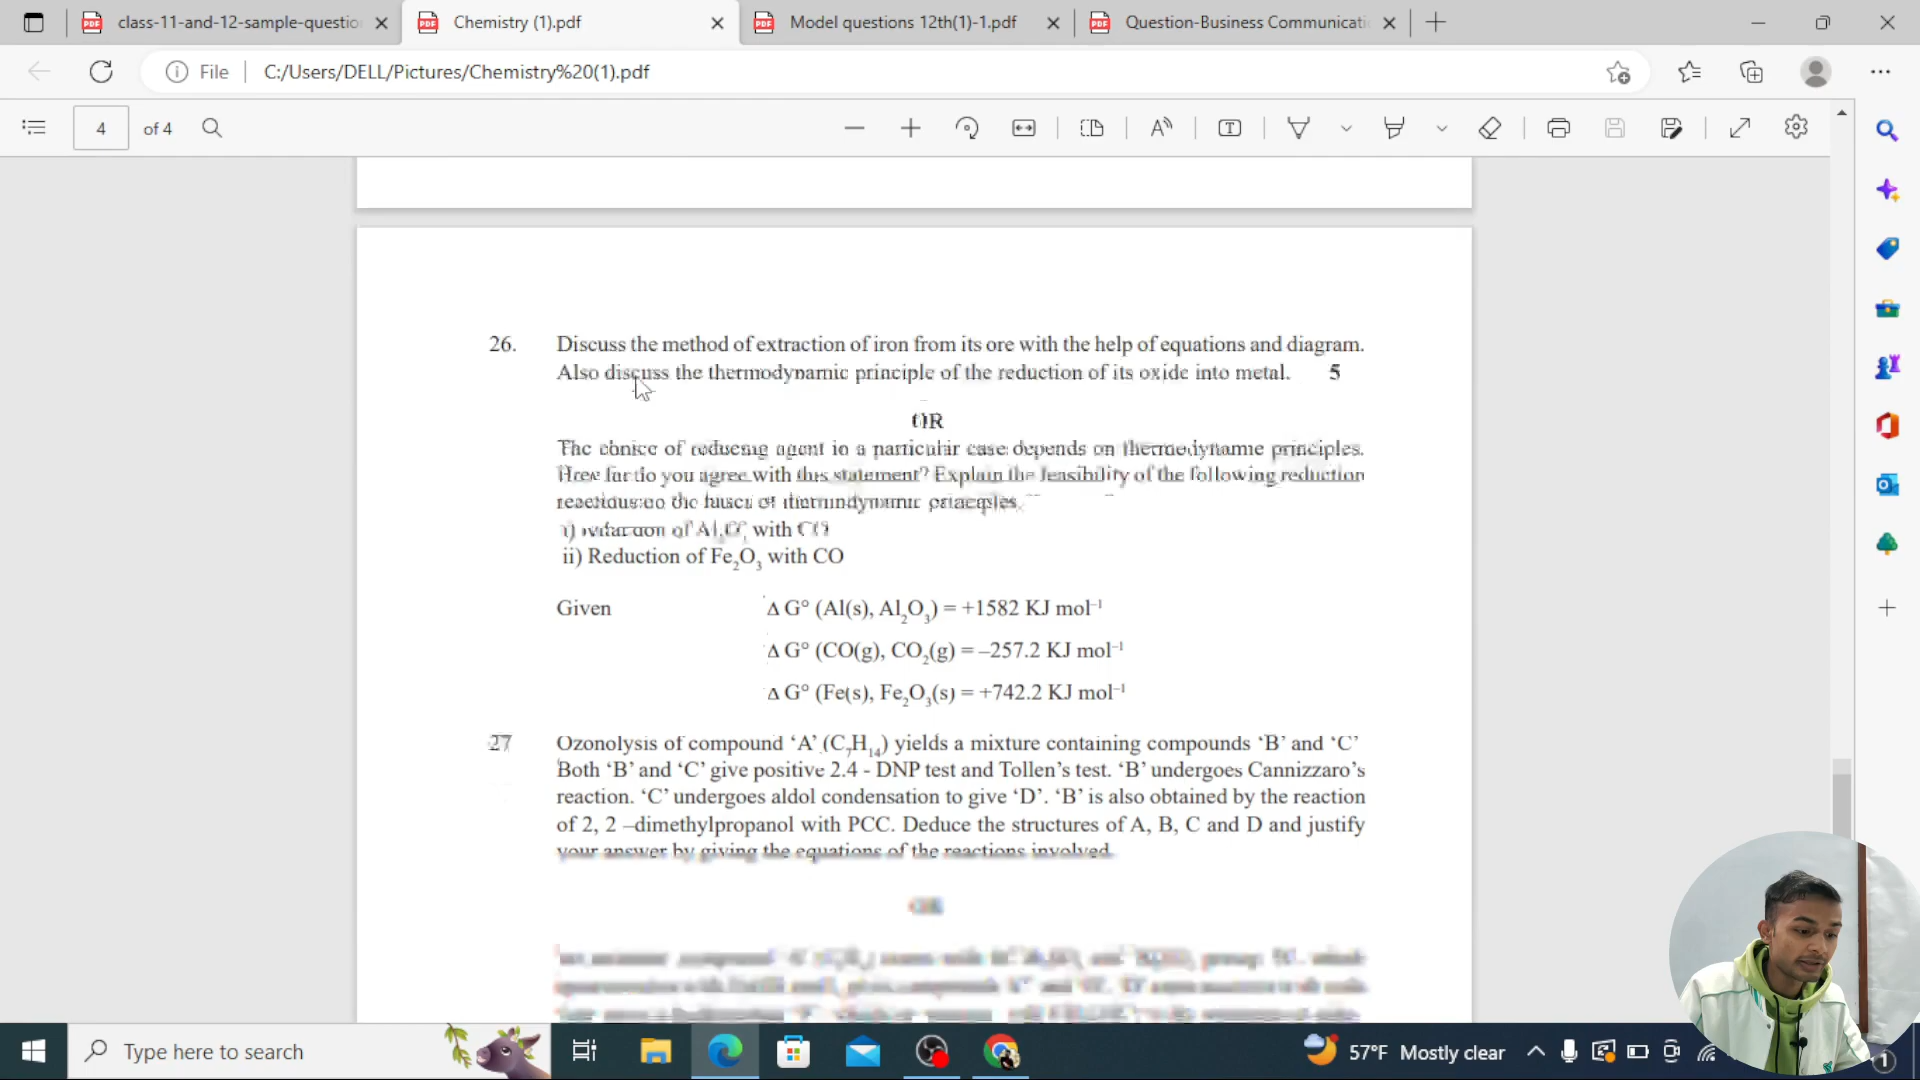 class-11-and-12-sample-questio
Chemistry (1).pdf
Model questions 12th(1)-1.pdf
Question-Business Communicati
File
C:/Users/DELL/Pictures/Chemistry%20(1).pdf
4
of 4
26. Discuss the method of extraction of iron from its ore with the help of equations and diagram.
Also discuss the thermodynamic principle of the reduction of its oxide into metal. 5
OR
The choice of reducing agent in a particular case depends on thermodynamic principles.
How far do you agree with this statement? Explain the feasibility of the following reduction
reactions on the basis of thermodynamic principles.
i) reduction of Al2O3 with CO
ii) Reduction of Fe2O3 with CO
Given Δ G° (Al(s), Al2O3) = +1582 KJ mol–1
Δ G° (CO(g), CO2(g) = –257.2 KJ mol–1
Δ G° (Fe(s), Fe2O3(s) = +742.2 KJ mol–1
27 Ozonolysis of compound ‘A’ (C7H14) yields a mixture containing compounds ‘B’ and ‘C’
Both ‘B’ and ‘C’ give positive 2.4 - DNP test and Tollen’s test. ‘B’ undergoes Cannizzaro’s
reaction. ‘C’ undergoes aldol condensation to give ‘D’. ‘B’ is also obtained by the reaction
of 2, 2 –dimethylpropanol with PCC. Deduce the structures of A, B, C and D and justify
your answer by giving the equations of the reactions involved.
OR
Type here to search
57°F Mostly clear
1